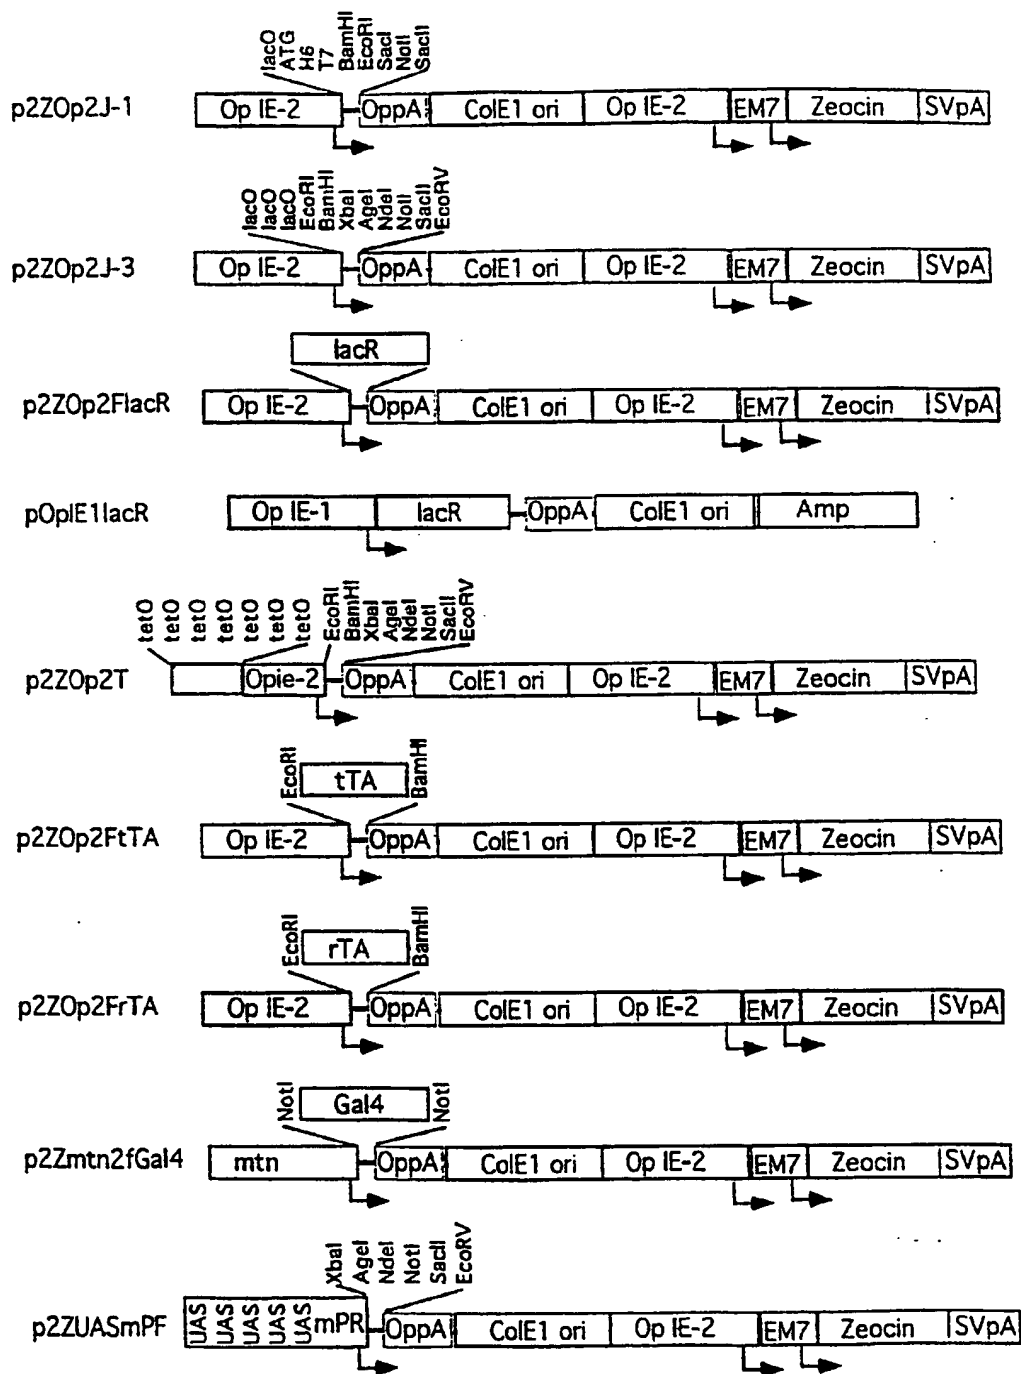 lacO ATG H6 T7 BamHI EcoRI SacI NotI SacII
p2ZOp2J-1 Op IE-2 OppA ColE1 ori Op IE-2 EM7 Zeocin SVpA
lacO lacO lacO EcoRI BamHI XbaI AgeI NdeI NotI SacII EcoRV
p2ZOp2J-3 Op IE-2 OppA ColE1 ori Op IE-2 EM7 Zeocin SVpA
lacR
p2ZOp2FlacR Op IE-2 OppA ColE1 ori Op IE-2 EM7 Zeocin SVpA
pOpIE1lacR Op IE-1 lacR OppA ColE1 ori Amp
tetO tetO tetO tetO tetO tetO tetO EcoRI BamHI XbaI AgeI NdeI NotI SacII EcoRV
p2ZOp2T Opie-2 OppA ColE1 ori Op IE-2 EM7 Zeocin SVpA
EcoRI tTA BamHI
p2ZOp2FtTA Op IE-2 OppA ColE1 ori Op IE-2 EM7 Zeocin SVpA
EcoRI rTA BamHI
p2ZOp2FrTA Op IE-2 OppA ColE1 ori Op IE-2 EM7 Zeocin SVpA
NotI Gal4 NotI
p2Zmtn2fGal4 mtn OppA ColE1 ori Op IE-2 EM7 Zeocin SVpA
XbaI AgeI NdeI NotI SacII EcoRV
p2ZUASmPF UAS UAS UAS UAS UAS mPR OppA ColE1 ori Op IE-2 EM7 Zeocin SVpA